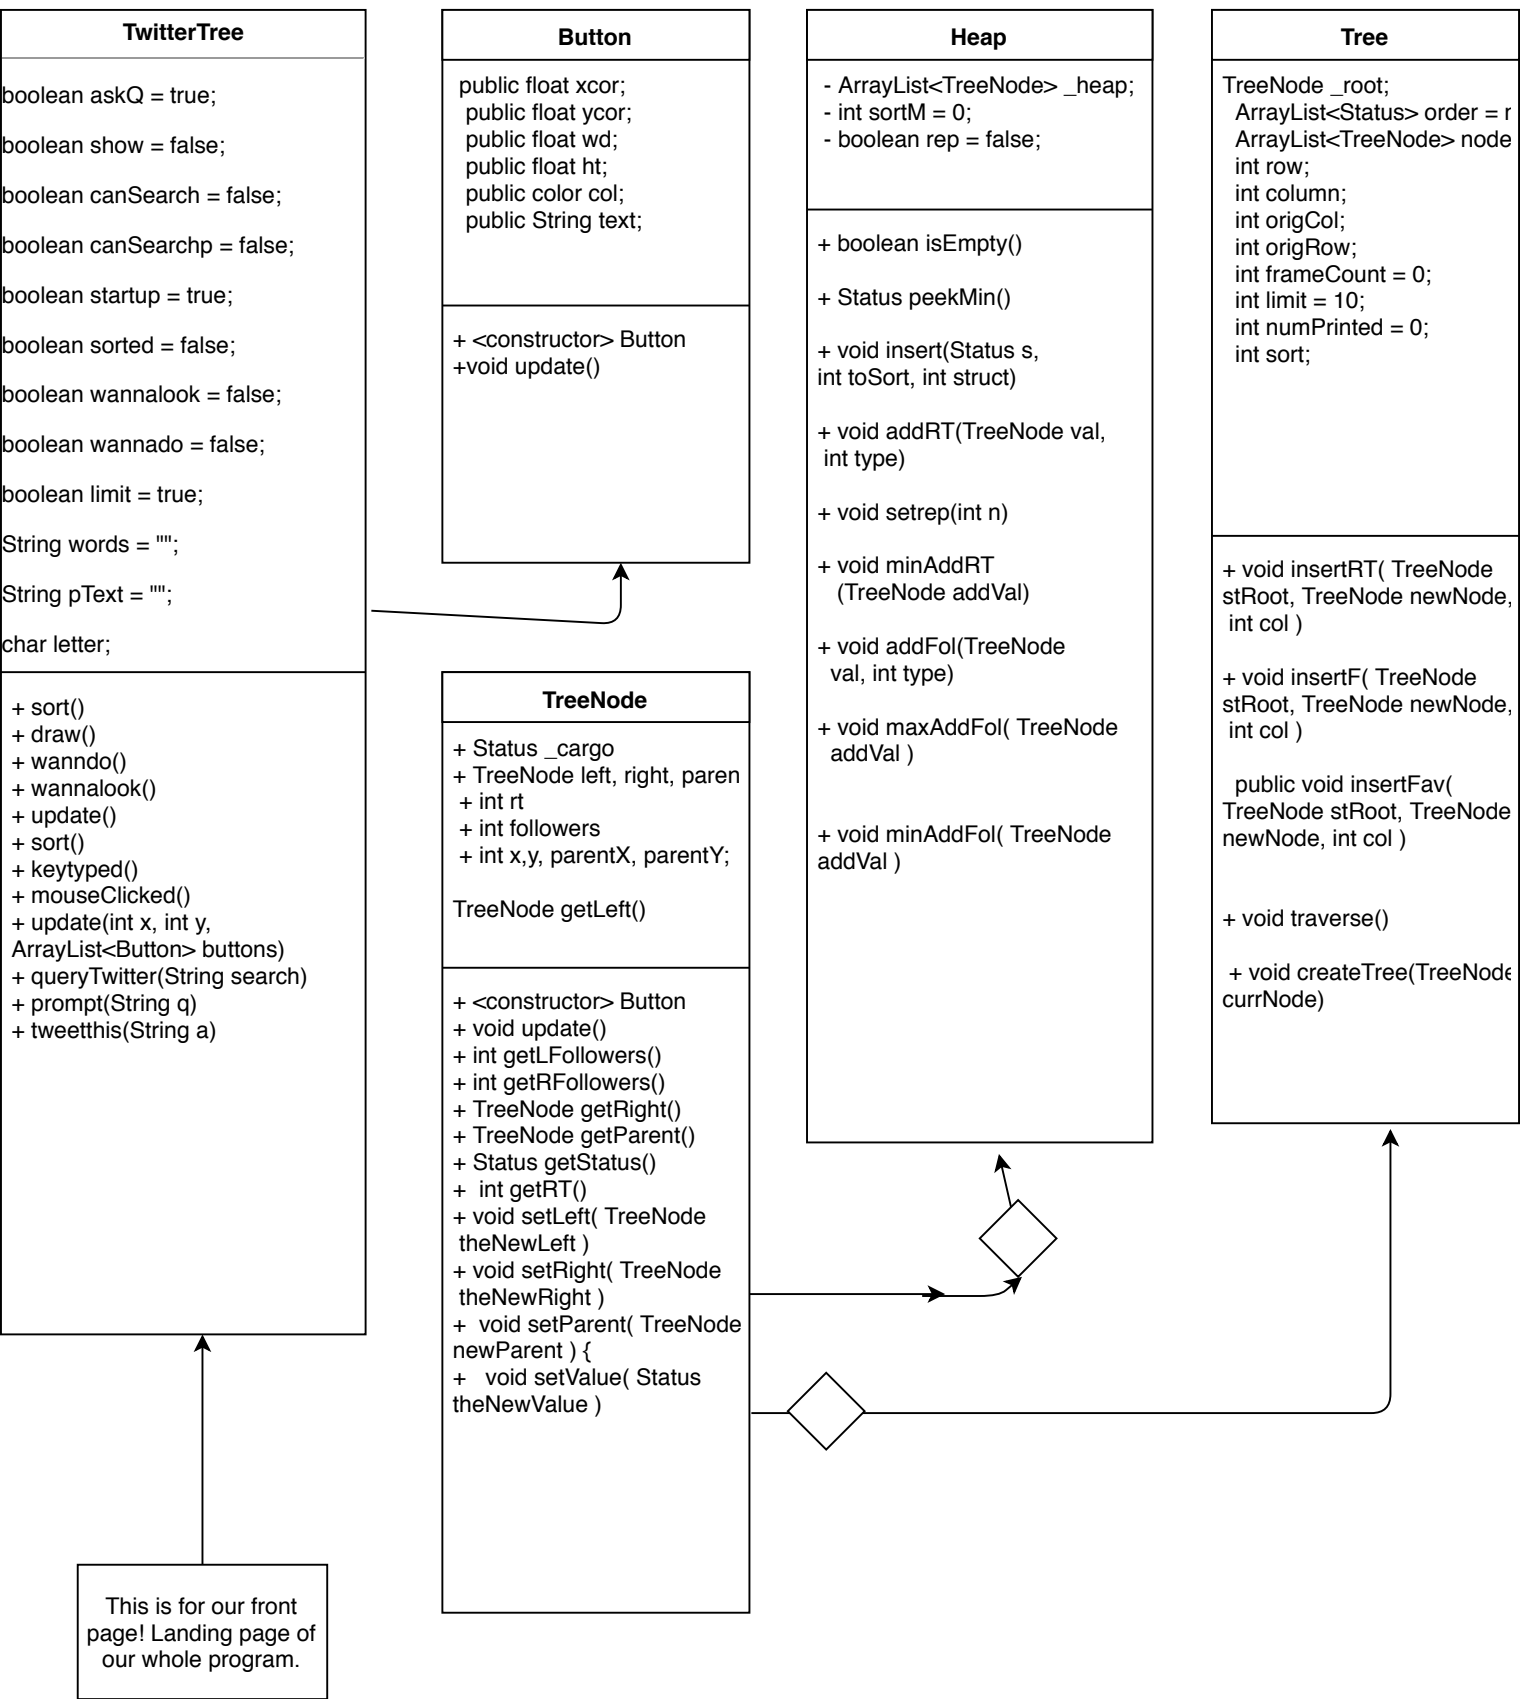 TwitterTree
boolean askQ = true;
boolean show = false;
boolean canSearch = false;
boolean canSearchp = false;
boolean startup = true;
boolean sorted = false;
boolean wannalook = false;
boolean wannado = false;
boolean limit = true;
String words = "";
String pText = "";
char letter;
+ sort()
+ draw()
+ wanndo()
+ wannalook()
+ update()
+ sort()
+ keytyped()
+ mouseClicked()
+ update(int x, int y,
ArrayList<Button> buttons)
+ queryTwitter(String search)
+ prompt(String q)
+ tweetthis(String a)
This is for our front
page! Landing page of
our whole program.
Button
public float xcor;
public float ycor;
public float wd;
public float ht;
public color col;
public String text;
+ <constructor> Button
+void update()
TreeNode
+ Status _cargo
+ TreeNode left, right, paren
+ int rt
+ int followers
+ int x,y, parentX, parentY;
TreeNode getLeft()
+ <constructor> Button
+ void update()
+ int getLFollowers()
+ int getRFollowers()
+ TreeNode getRight()
+ TreeNode getParent()
+ Status getStatus()
+  int getRT()
+ void setLeft( TreeNode
theNewLeft )
+ void setRight( TreeNode
theNewRight )
+  void setParent( TreeNode
newParent ) {
+   void setValue( Status
theNewValue )
Heap
- ArrayList<TreeNode> _heap;
- int sortM = 0;
- boolean rep = false;
+ boolean isEmpty()
+ Status peekMin()
+ void insert(Status s,
int toSort, int struct)
+ void addRT(TreeNode val,
int type)
+ void setrep(int n)
+ void minAddRT
(TreeNode addVal)
+ void addFol(TreeNode
val, int type)
+ void maxAddFol( TreeNode
addVal )
+ void minAddFol( TreeNode
addVal )
Tree
TreeNode _root;
ArrayList<Status> order =
ArrayList<TreeNode> node
int row;
int column;
int origCol;
int origRow;
int frameCount = 0;
int limit = 10;
int numPrinted = 0;
int sort;
+ void insertRT( TreeNode
stRoot, TreeNode newNode,
int col )
+ void insertF( TreeNode
stRoot, TreeNode newNode,
int col )
public void insertFav(
TreeNode stRoot, TreeNode
newNode, int col )
+ void traverse()
+ void createTree(TreeNode
currNode)